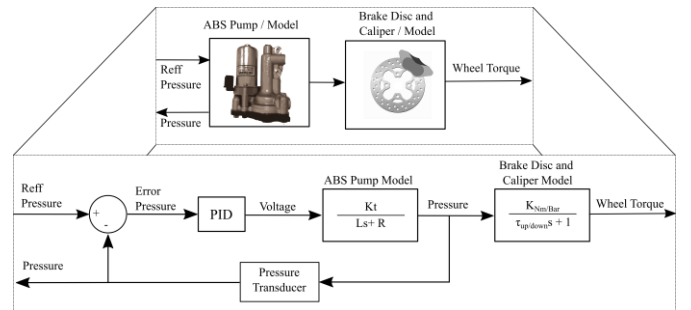 ABS Pump / Model
Brake Disc and
Caliper / Model
Reff
Pressure
Pressure
Wheel Torque
Reff
Pressure
+
-
Error
Pressure
PID
Voltage
ABS Pump Model
Kt
Ls+ R
Pressure
Brake Disc and
Caliper Model
K_Nm/Bar
τ_up/down s + 1
Wheel Torque
Pressure
Pressure
Transducer